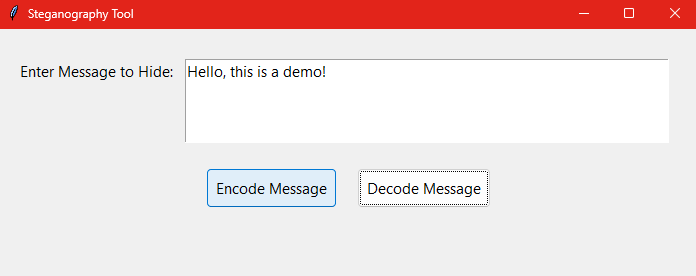 Steganography Tool
Enter Message to Hide: Hello, this is a demo!
Encode Message Decode Message